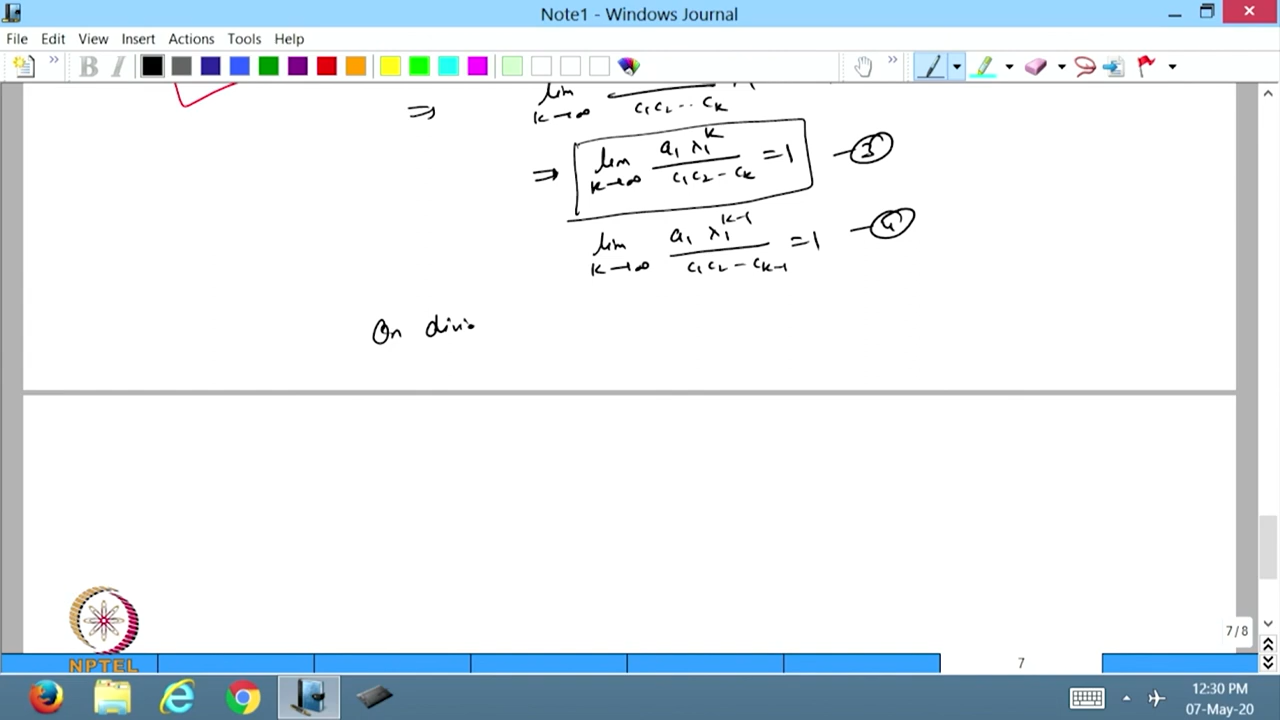 Note1 - Windows Journal
File Edit View Insert Actions Tools Help
B I
⇒ lim k→∞ ―― c₁c₂..cₖ
⇒ lim k→∞ a₁ λ₁^k / c₁c₂-cₖ = 1 —③
lim k→∞ a₁ λ₁^(k-1) / c₁c₂-cₖ₋₁ = 1 —④
On divi
7/8
NPTEL
7
12:30 PM
07-May-20